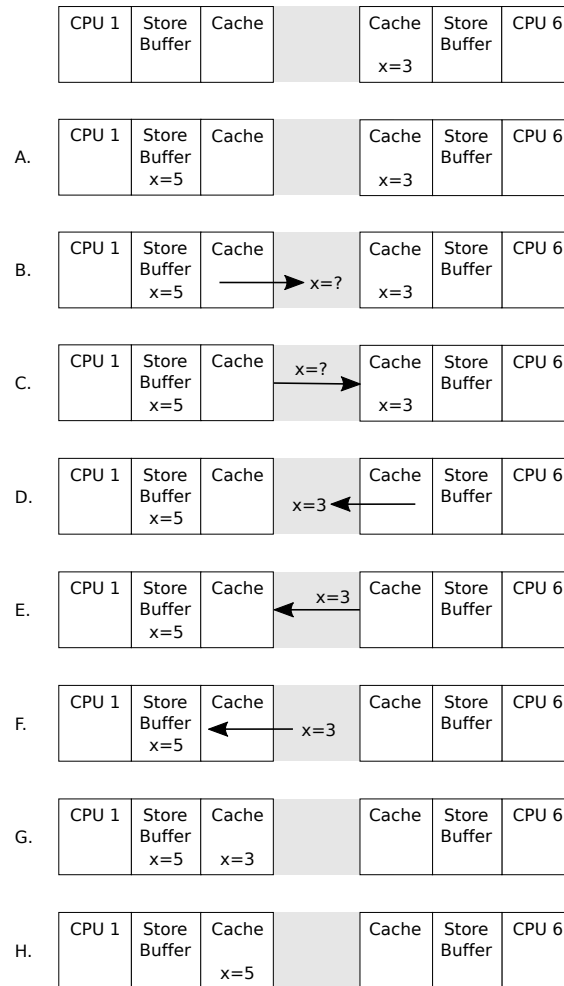 CPU 1 Store Buffer Cache Cache Store Buffer CPU 6
x=3
A. CPU 1 Store Buffer Cache Cache Store Buffer CPU 6
x=5 x=3
B. CPU 1 Store Buffer Cache Cache Store Buffer CPU 6
x=5 x=? x=3
C. CPU 1 Store Buffer Cache x=? Cache Store Buffer CPU 6
x=5 x=3
D. CPU 1 Store Buffer Cache Cache Store Buffer CPU 6
x=5 x=3
E. CPU 1 Store Buffer Cache x=3 Cache Store Buffer CPU 6
x=5
F. CPU 1 Store Buffer Cache Cache Store Buffer CPU 6
x=5 x=3
G. CPU 1 Store Buffer Cache Cache Store Buffer CPU 6
x=5 x=3
H. CPU 1 Store Buffer Cache Cache Store Buffer CPU 6
x=5